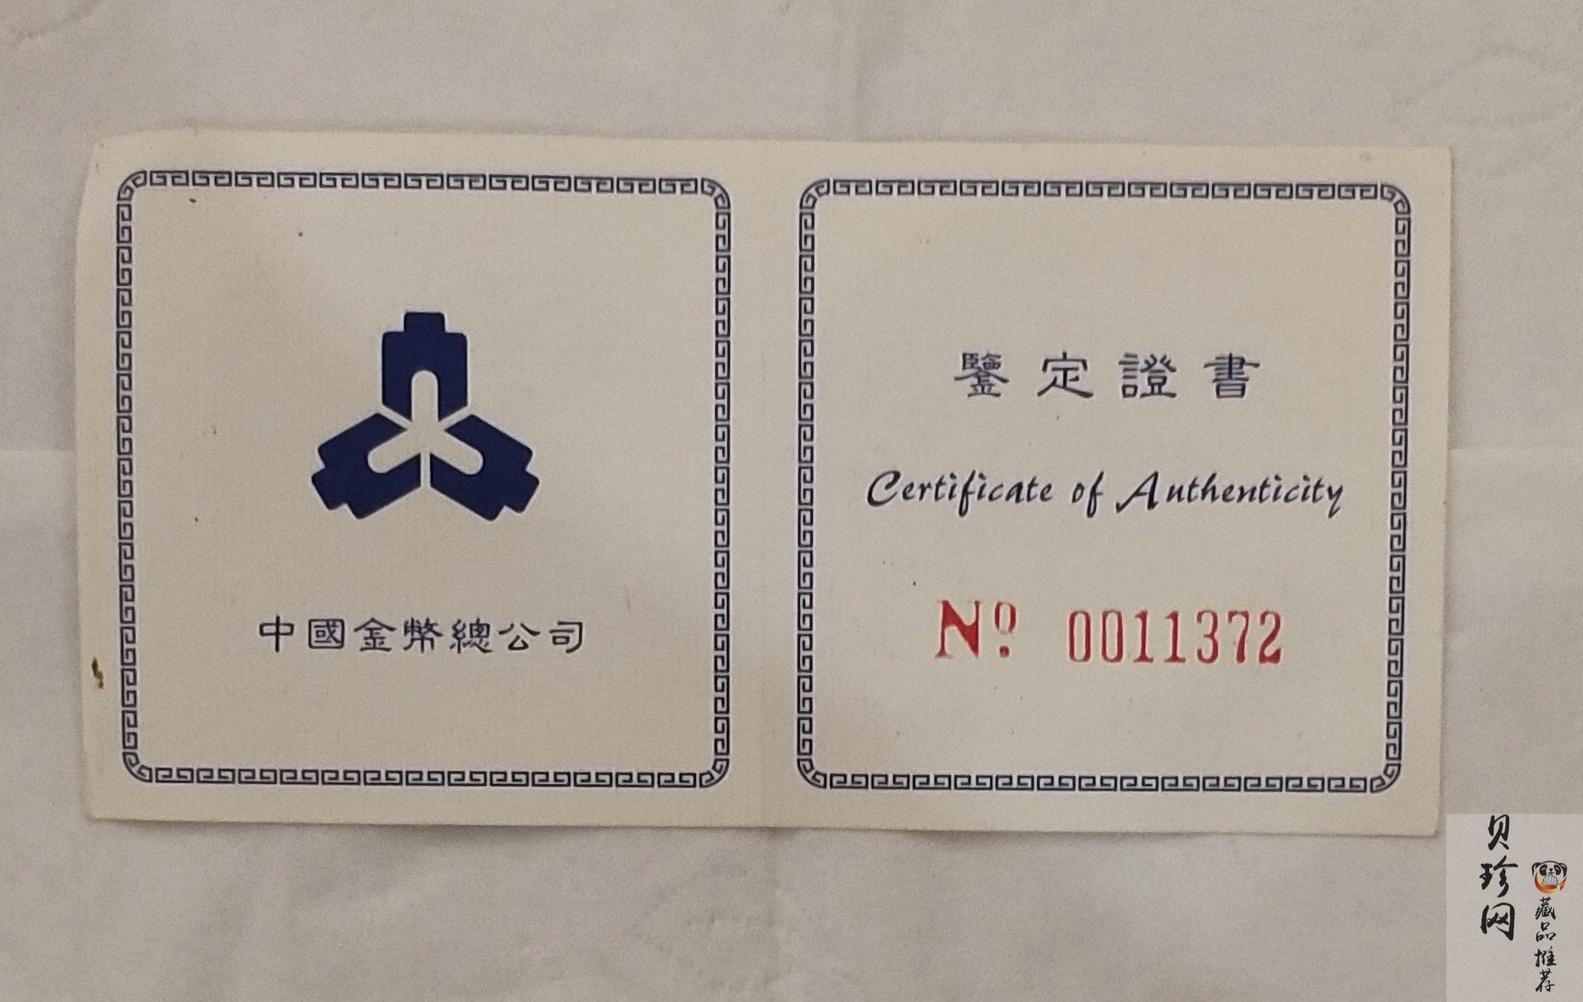 中國金幣總公司
鑒定證書
Certificate of Authenticity
Nº 0011372
贝珍网
藏品推荐